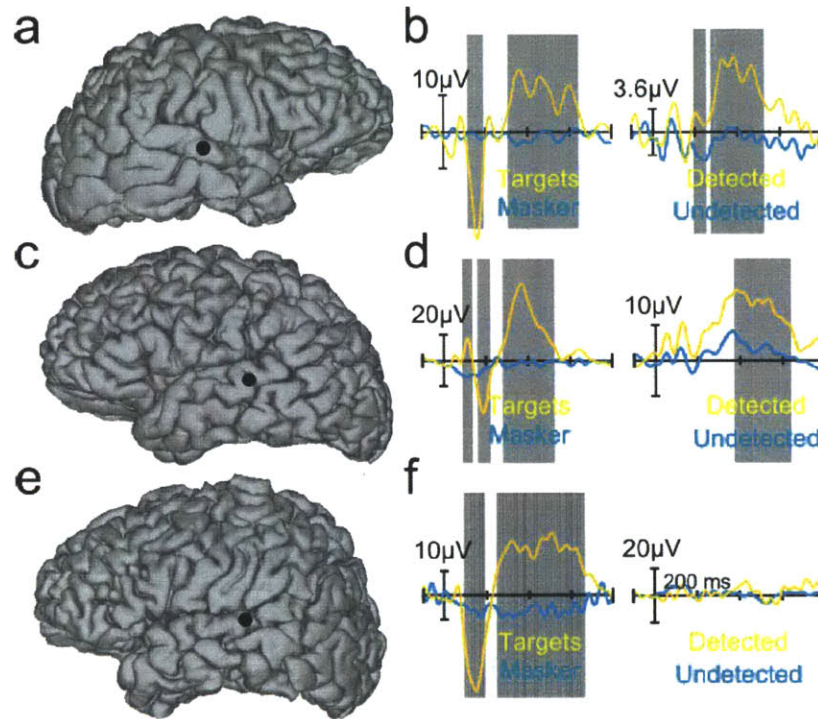 a
b
10µV
3.6µV
Targets
Masker
Detected
Undetected
c
d
20µV
10µV
Targets
Masker
Detected
Undetected
e
f
10µV
20µV
200 ms
Targets
Masker
Detected
Undetected